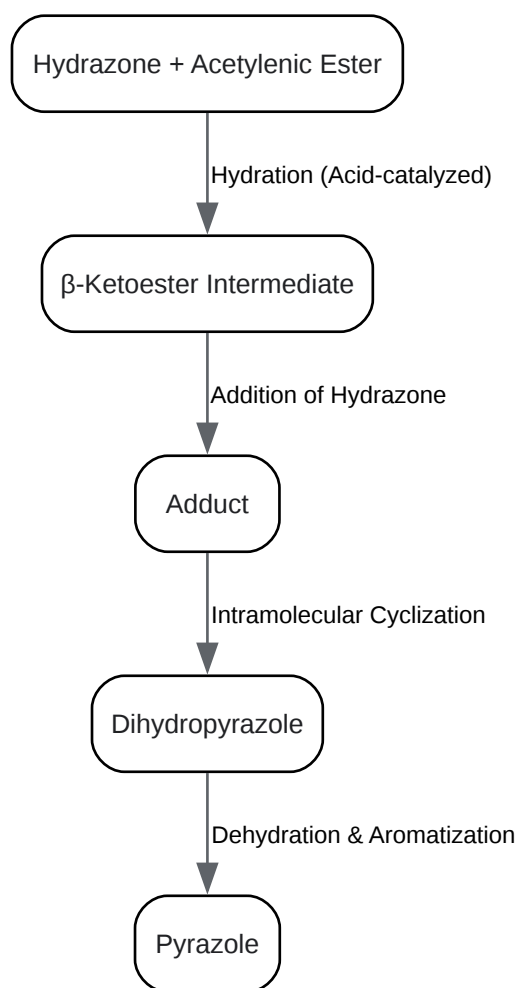 Hydrazone + Acetylenic Ester
Hydration (Acid-catalyzed)
β-Ketoester Intermediate
Addition of Hydrazone
Adduct
Intramolecular Cyclization
Dihydropyrazole
Dehydration & Aromatization
Pyrazole